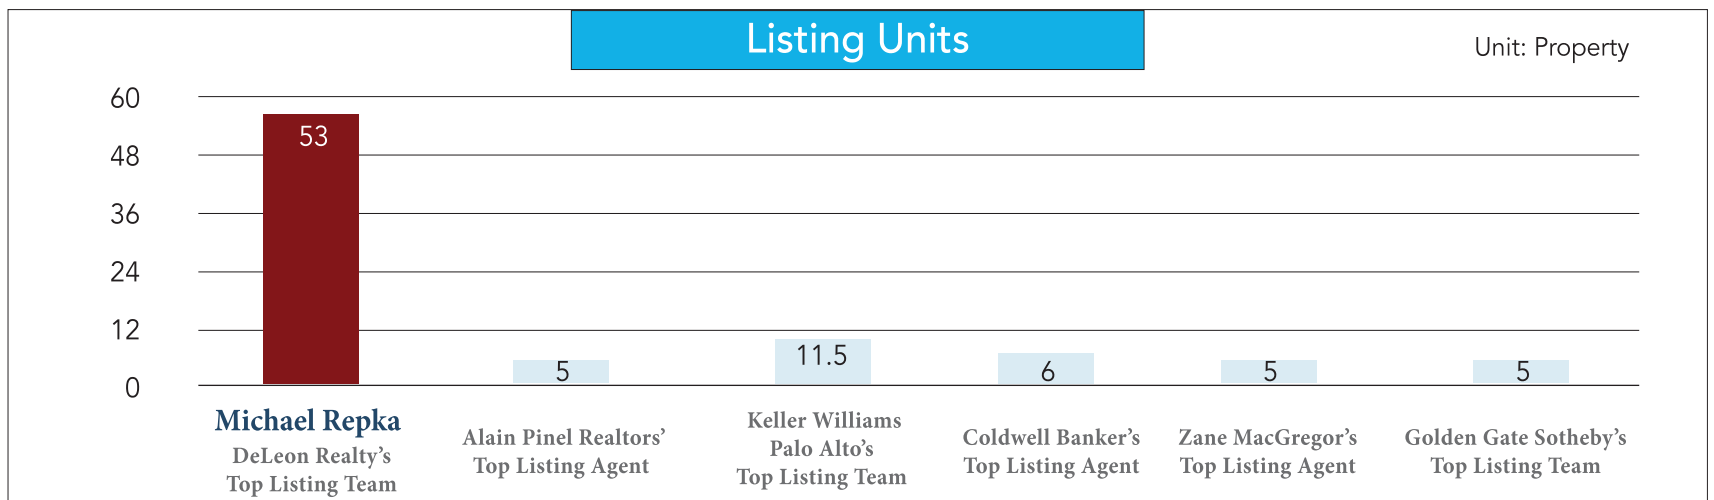 Listing Units
Unit: Property
60
48
36
24
12
0
53
5
11.5
6
5
5
Michael Repka
DeLeon Realty’s
Top Listing Team
Alain Pinel Realtors’
Top Listing Agent
Keller Williams
Palo Alto’s
Top Listing Team
Coldwell Banker’s
Top Listing Agent
Zane MacGregor’s
Top Listing Agent
Golden Gate Sotheby’s
Top Listing Team